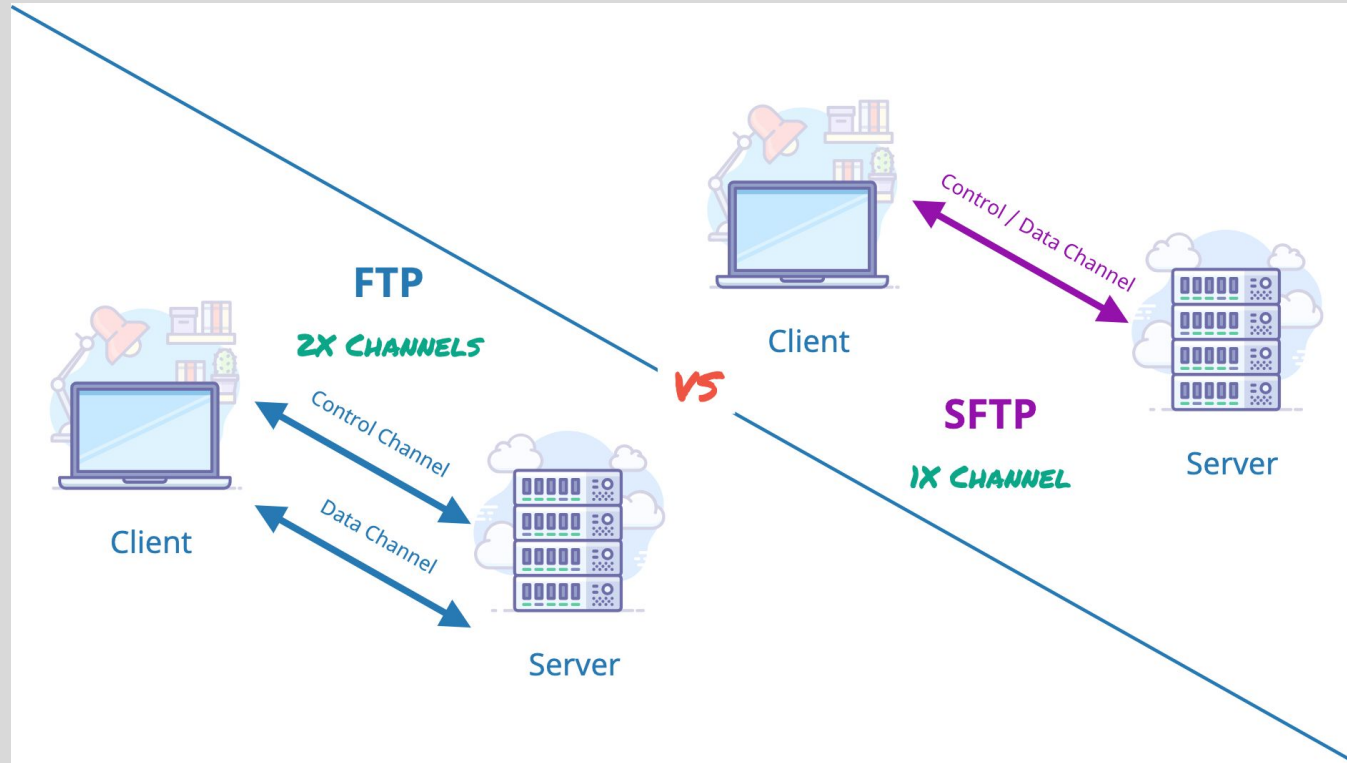 FTP
2X CHANNELS
Control Channel
Data Channel
Client
Server
VS
Control / Data Channel
Client
SFTP
1X CHANNEL
Server